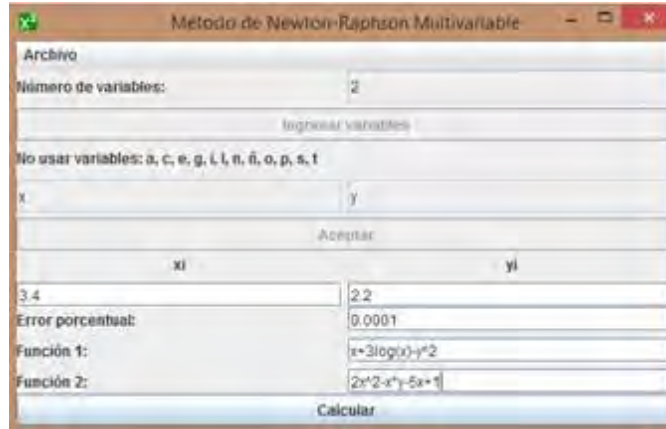 Metodo de Newton-Raphson Multivariable
Archivo
Número de variables: 2
Ingresar variables
No usar variables: a, c, e, g, i, l, n, ñ, o, p, s, t
x y
Aceptar
xi yi
3.4 2.2
Error porcentual: 0.0001
Función 1: x+3log(x)-y^2
Función 2: 2x^2-x*y-5x+1
Calcular